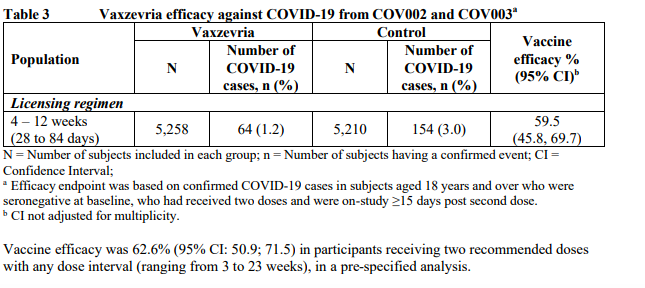 Table 3 Vaxzevria efficacy against COVID-19 from COV002 and COV003a
Population
Vaxzevria
Control
Vaccine efficacy % (95% CI)b
N
Number of COVID-19 cases, n (%)
N
Number of COVID-19 cases, n (%)
Licensing regimen
4 – 12 weeks
(28 to 84 days)
5,258
64 (1.2)
5,210
154 (3.0)
59.5
(45.8, 69.7)
N = Number of subjects included in each group; n = Number of subjects having a confirmed event; CI =
Confidence Interval;
a Efficacy endpoint was based on confirmed COVID-19 cases in subjects aged 18 years and over who were
seronegative at baseline, who had received two doses and were on-study ≥15 days post second dose.
b CI not adjusted for multiplicity.
Vaccine efficacy was 62.6% (95% CI: 50.9; 71.5) in participants receiving two recommended doses
with any dose interval (ranging from 3 to 23 weeks), in a pre-specified analysis.